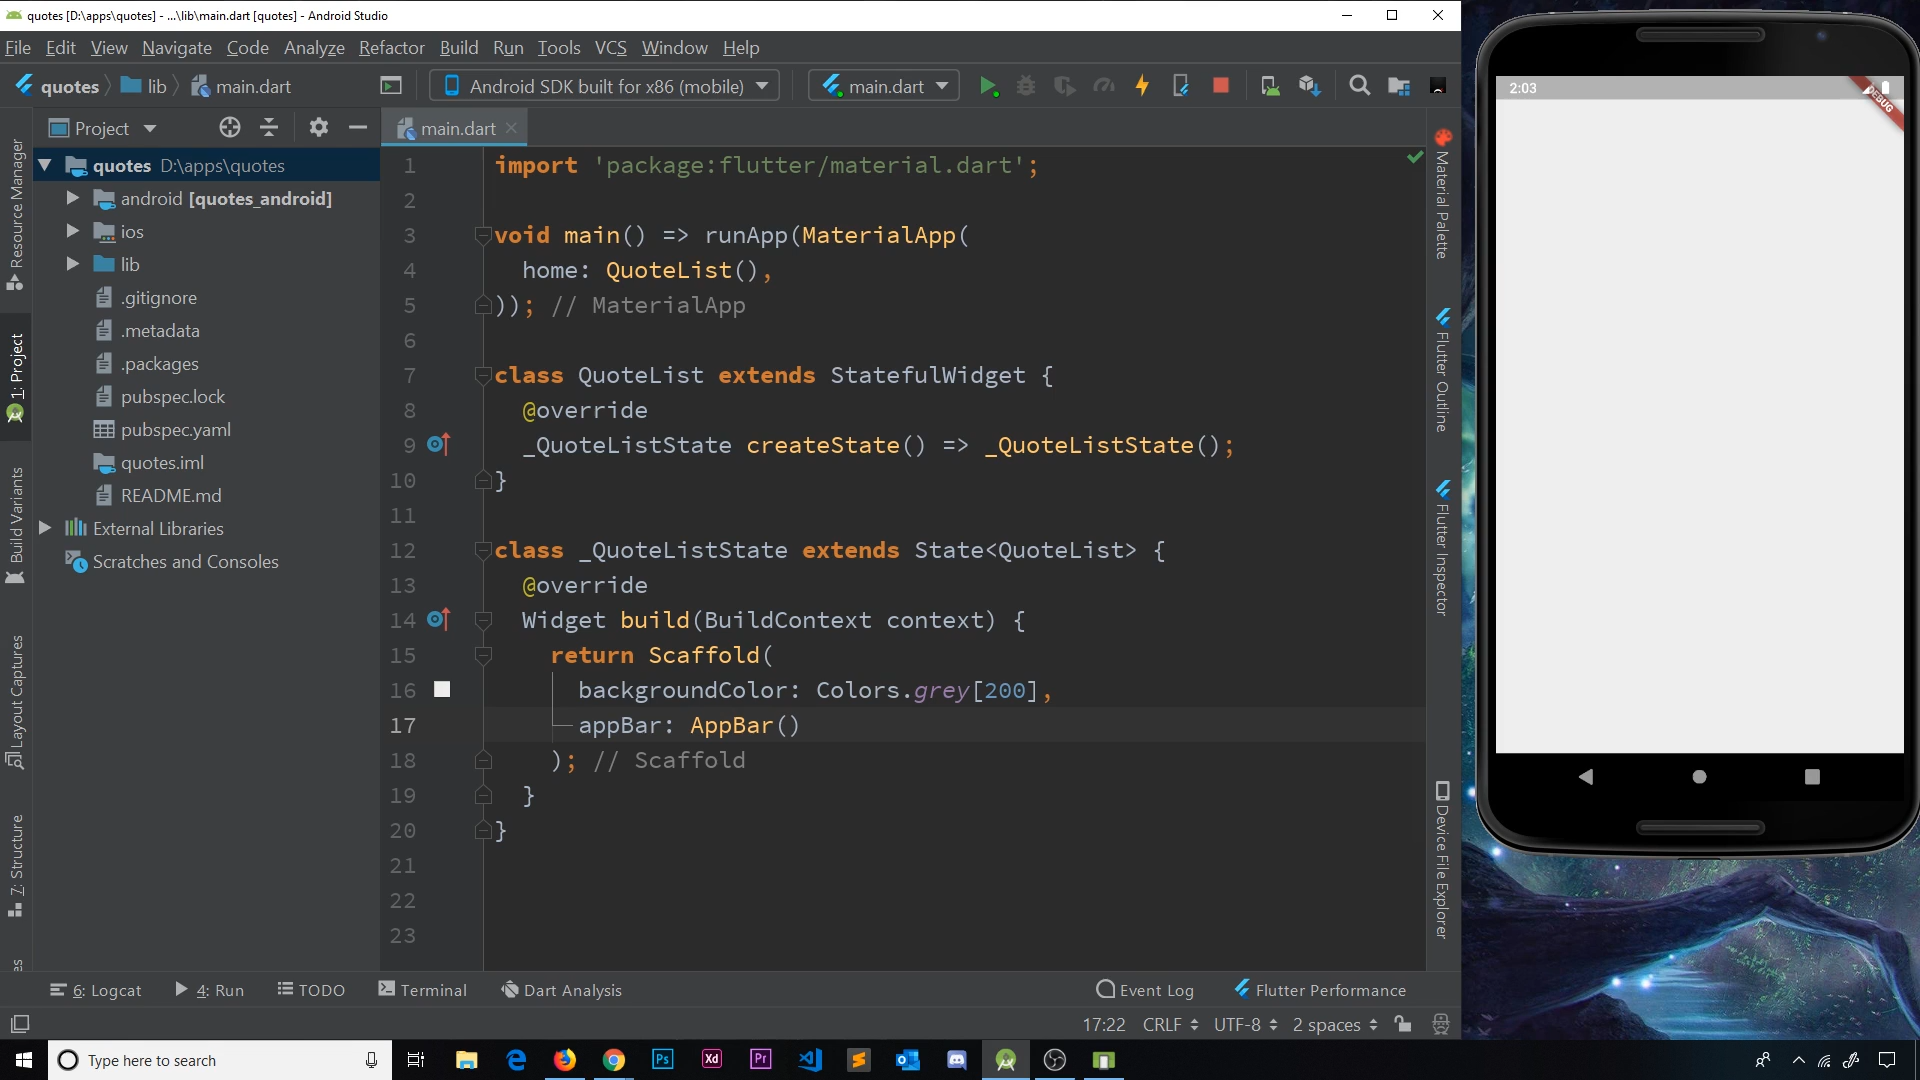 quotes [D:\apps\quotes] - ...\lib\main.dart [quotes] - Android Studio
File Edit View Navigate Code Analyze Refactor Build Run Tools VCS Window Help
quotes lib main.dart Android SDK built for x86 (mobile) main.dart
Project
main.dart
quotes D:\apps\quotes
android [quotes_android]
ios
lib
.gitignore
.metadata
.packages
pubspec.lock
pubspec.yaml
quotes.iml
README.md
External Libraries
Scratches and Consoles
Resource Manager
1: Project
Build Variants
Layout Captures
7: Structure
es
1 import 'package:flutter/material.dart';
2
3 void main() => runApp(MaterialApp(
4 home: QuoteList(),
5 )); // MaterialApp
6
7 class QuoteList extends StatefulWidget {
8 @override
9 _QuoteListState createState() => _QuoteListState();
10 }
11
12 class _QuoteListState extends State<QuoteList> {
13 @override
14 Widget build(BuildContext context) {
15 return Scaffold(
16 backgroundColor: Colors.grey[200],
17 appBar: AppBar()
18 ); // Scaffold
19 }
20 }
21
22
23
Material Palette
Flutter Outline
Flutter Inspector
Device File Explorer
2:03
DEBUG
6: Logcat 4: Run TODO Terminal Dart Analysis Event Log Flutter Performance
17:22 CRLF UTF-8 2 spaces
Type here to search
Ps
Xd
Pr